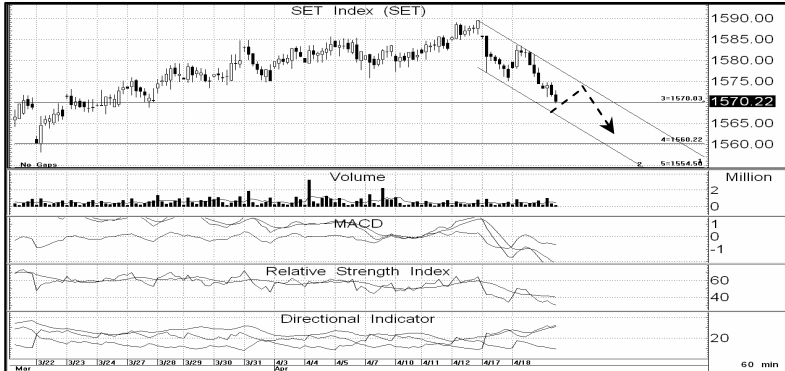 SET Index (SET)
1590.00
1585.00
1580.00
1575.00
3=1570.03
1570.22
1565.00
4=1560.22
1560.00
No Gaps
2
5=1554.50
Volume
Million
2
0
MACD
1
0
-1
Relative Strength Index
60
40
Directional Indicator
20
3/22 3/23 3/24 3/27 3/28 3/29 3/30 3/31 4/3 4/4 4/5 4/7 4/10 4/11 4/12 4/17 4/18
Mar Apr 60 min